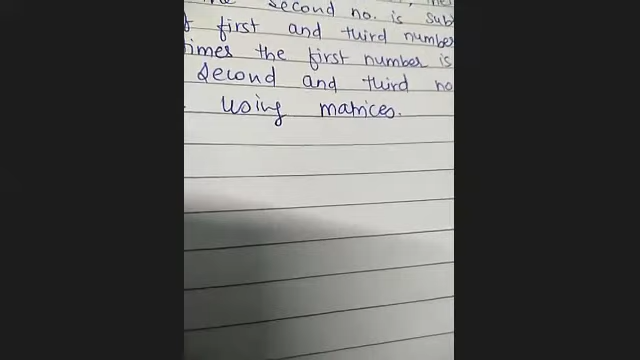 second no. is sub
first and third number
times the first number is
second and third no
using matrices.